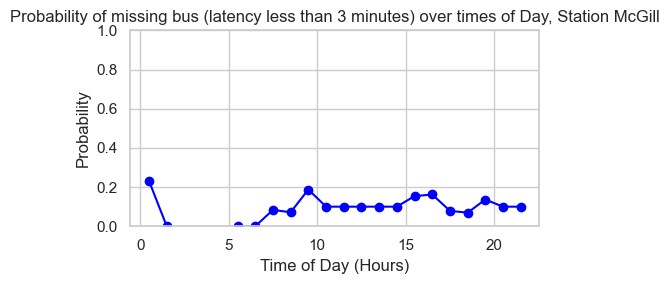 Probability of missing bus (latency less than 3 minutes) over times of Day, Station McGill
1.0
0.8
0.6
0.4
0.2
0.0
Probability
0 5 10 15 20
Time of Day (Hours)